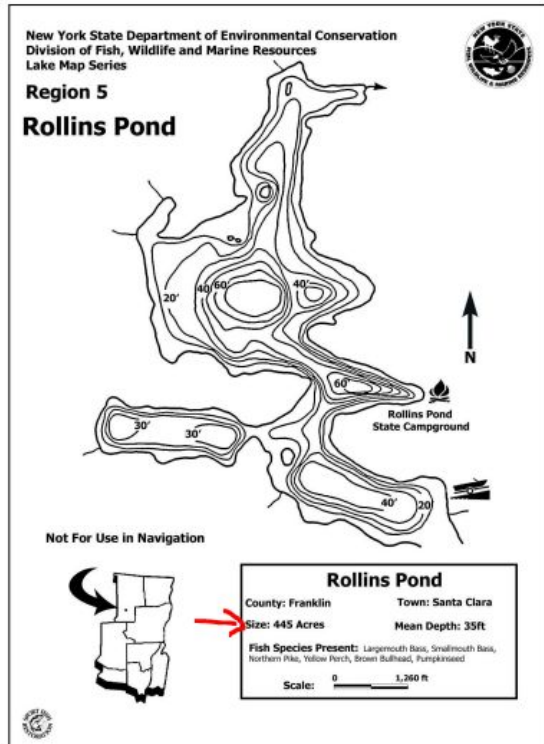 New York State Department of Environmental Conservation
Division of Fish, Wildlife and Marine Resources
Lake Map Series
Region 5
Rollins Pond
20'
40'
60'
40'
60'
N
Rollins Pond
State Campground
30'
30'
40'
20'
Not For Use in Navigation
Rollins Pond
County: Franklin
Town: Santa Clara
Size: 445 Acres
Mean Depth: 35ft
Fish Species Present: Largemouth Bass, Smallmouth Bass,
Northern Pike, Yellow Perch, Brown Bullhead, Pumpkinseed
Scale:
0
1,260 ft